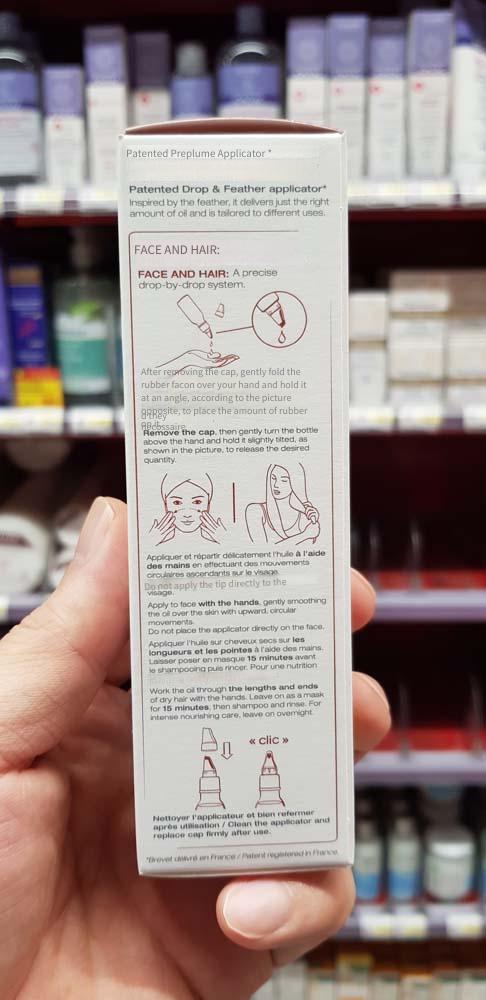 Patented Preplume Applicator *
Patented Drop & Feather applicator*
Inspired by the feather, it delivers just the right
amount of oil and is tailored to different uses.
FACE AND HAIR:
FACE AND HAIR: A precise
drop-by-drop system.
After removing the cap, gently fold the
rubber facon over your hand and hold it
at an angle, according to the picture
opposite, to place the amount of rubber
d'they
nécessaire.
Remove the cap, then gently turn the bottle
above the hand and hold it slightly tilted, as
shown in the picture, to release the desired
quantity.
Appliquer et répartir délicatement l'huile à l'aide
des mains en effectuant des mouvements
circulaires ascendants sur le visage.
Do not apply the tip directly to the
visage.
Apply to face with the hands, gently smoothing
the oil over the skin with upward, circular
movements.
Do not place the applicator directly on the face.
Appliquer l'huile sur cheveux secs sur les
longueurs et les pointes à l'aide des mains.
Laisser poser en masque 15 minutes avant
le shampooing puis rincer. Pour une nutrition
Work the oil through the lengths and ends
of dry hair with the hands. Leave on as a mask
for 15 minutes, then shampoo and rinse. For
intense nourishing care, leave on overnight.
« clic »
Nettoyer l'applicateur et bien refermer
après utilisation / Clean the applicator and
replace cap firmly after use.
*Brevet délivré en France / Patent registered in France.